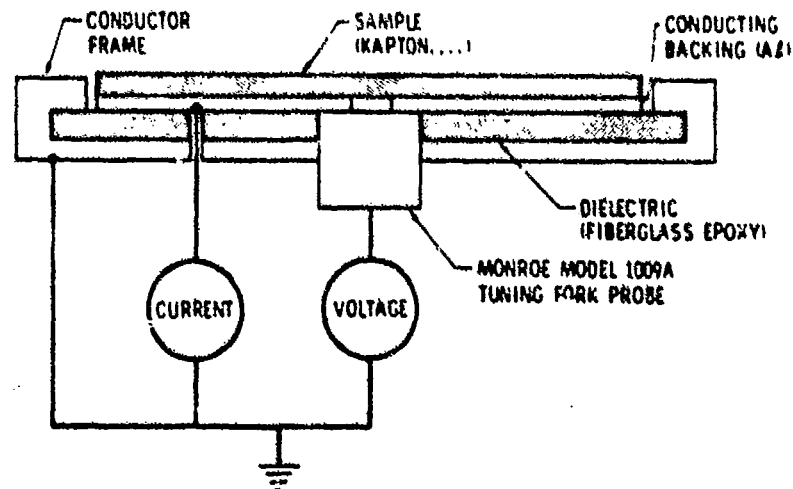 CONDUCTOR
FRAME
SAMPLE
(KAPTON....)
CONDUCTING
BACKING (Aℓ)
DIELECTRIC
(FIBERGLASS EPOXY)
MONROE MODEL 1009A
TUNING FORK PROBE
CURRENT
VOLTAGE